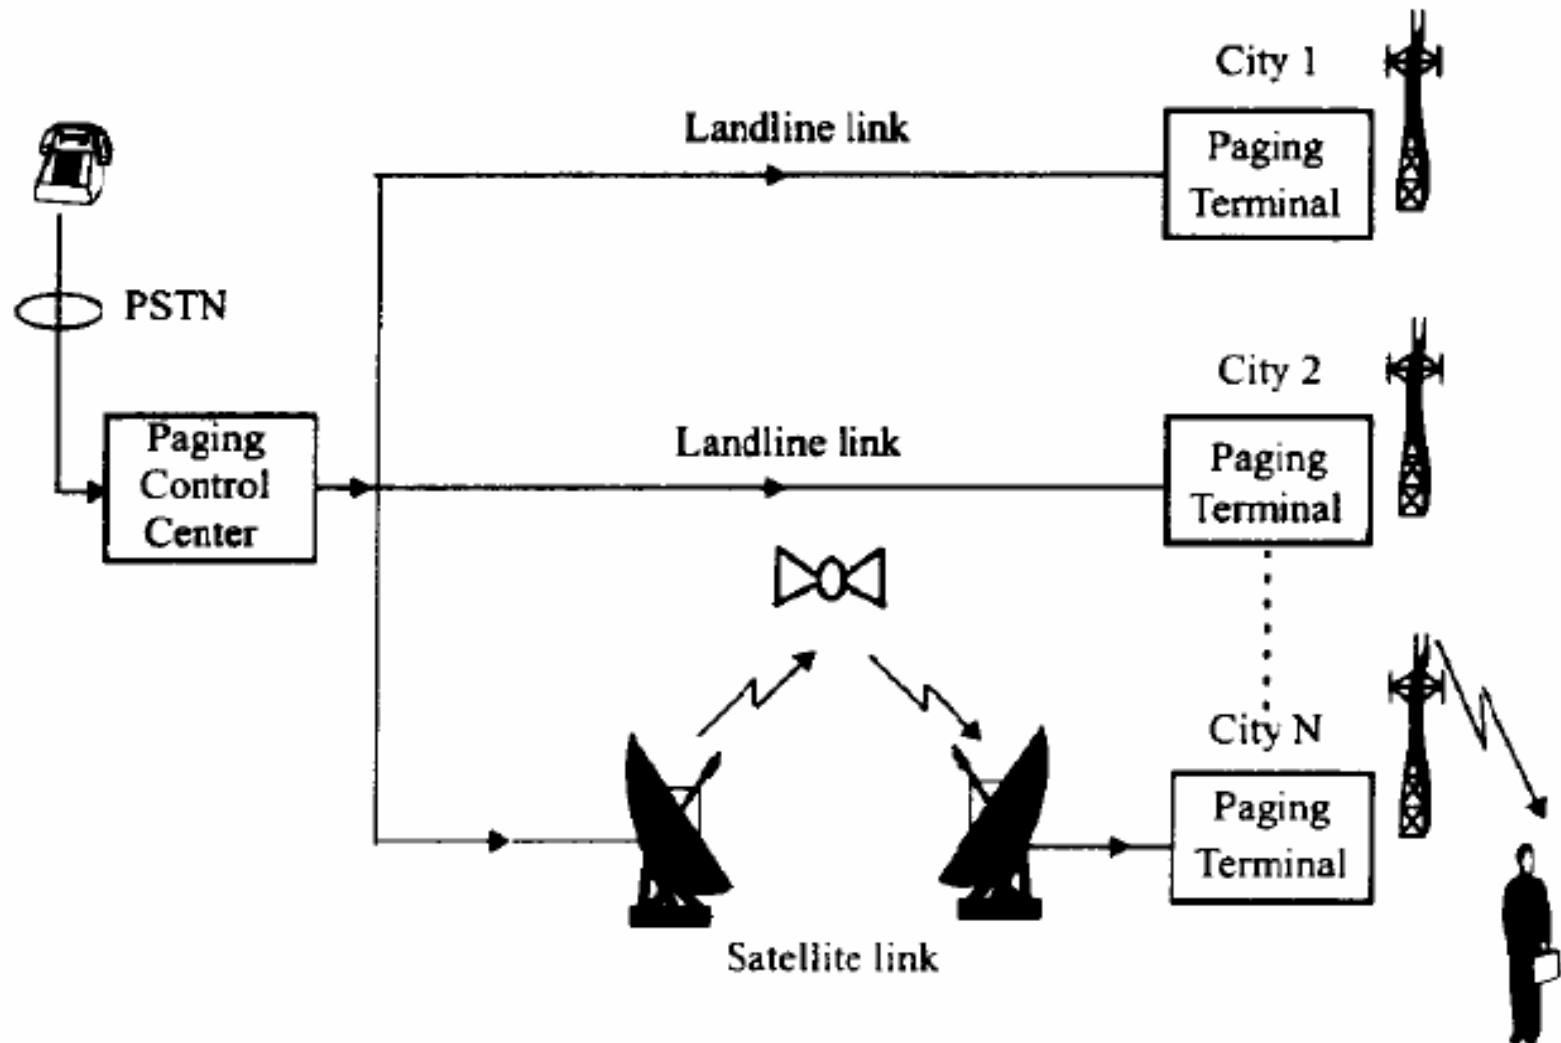 City 1
Landline link
Paging
Terminal
PSTN
City 2
Landline link
Paging
Control
Center
Paging
Terminal
City N
Paging
Terminal
Satellite link